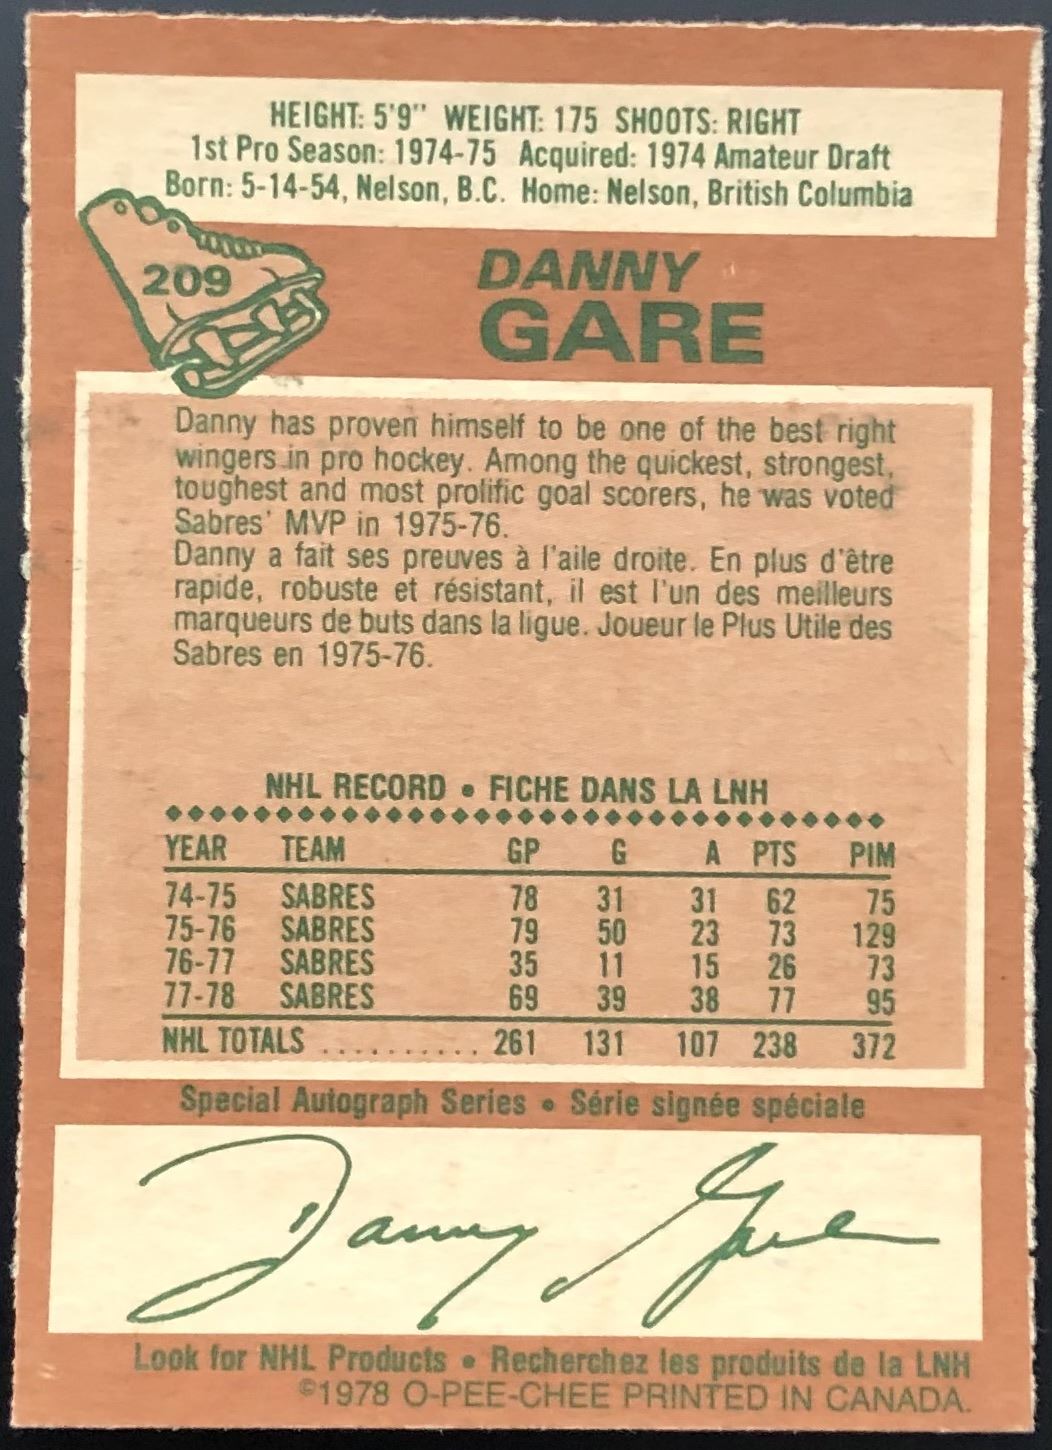 HEIGHT: 5'9" WEIGHT: 175 SHOOTS: RIGHT
1st Pro Season: 1974-75 Acquired: 1974 Amateur Draft
Born: 5-14-54, Nelson, B.C. Home: Nelson, British Columbia
209
DANNY
GARE
Danny has proven himself to be one of the best right
wingers in pro hockey. Among the quickest, strongest,
toughest and most prolific goal scorers, he was voted
Sabres' MVP in 1975-76.
Danny a fait ses preuves à l'aile droite. En plus d'être
rapide, robuste et résistant, il est l'un des meilleurs
marqueurs de buts dans la ligue. Joueur le Plus Utile des
Sabres en 1975-76.
NHL RECORD • FICHE DANS LA LNH
YEAR TEAM GP G A PTS PIM
74-75 SABRES 78 31 31 62 75
75-76 SABRES 79 50 23 73 129
76-77 SABRES 35 11 15 26 73
77-78 SABRES 69 39 38 77 95
NHL TOTALS .......... 261 131 107 238 372
Special Autograph Series • Série signée spéciale
Danny Gare
Look for NHL Products • Recherchez les produits de la LNH
©1978 O-PEE-CHEE PRINTED IN CANADA.